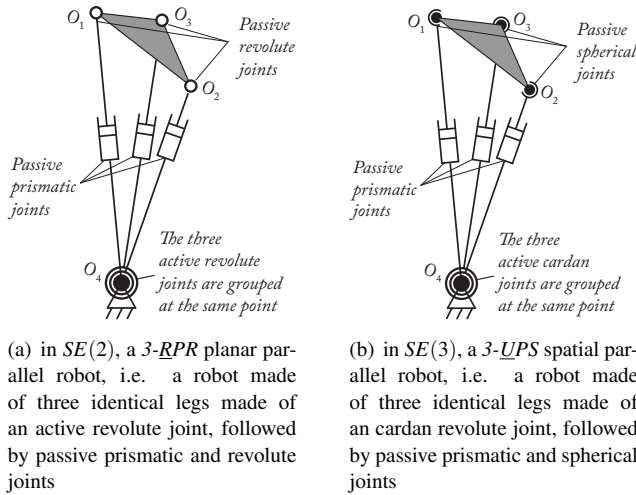 O1
O3
Passive
revolute
joints
O2
Passive
prismatic
joints
O4
The three
active revolute
joints are grouped
at the same point
(a) in SE(2), a 3-RPR planar par-
allel robot, i.e. a robot made
of three identical legs made of
an active revolute joint, followed
by passive prismatic and revolute
joints
O1
O3
Passive
spherical
joints
O2
Passive
prismatic
joints
O4
The three
active cardan
joints are grouped
at the same point
(b) in SE(3), a 3-UPS spatial par-
allel robot, i.e. a robot made
of three identical legs made of
an cardan revolute joint, followed
by passive prismatic and spherical
joints